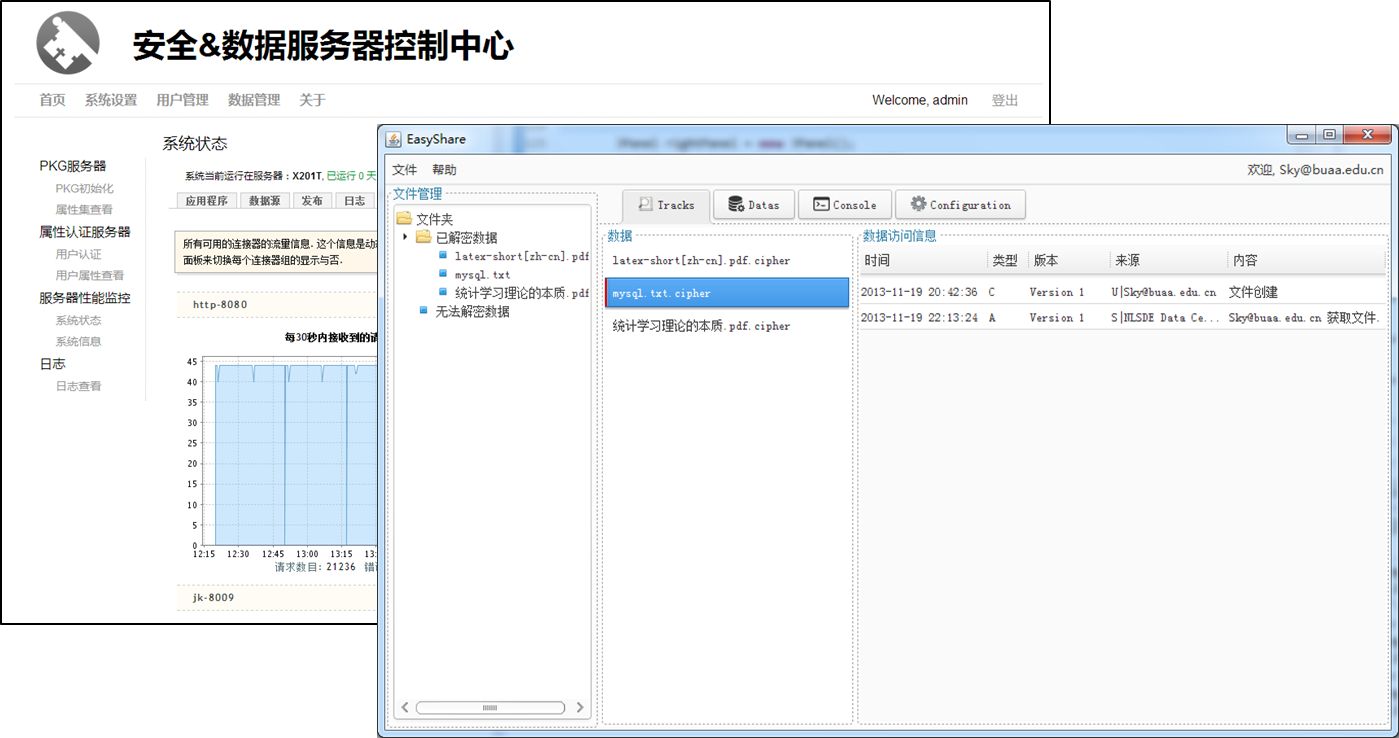 安全&数据服务器控制中心
首页 系统设置 用户管理 数据管理 关于 Welcome, admin 登出
系统状态
PKG服务器
PKG初始化
属性集查看
属性认证服务器
用户认证
用户属性查看
服务器性能监控
系统状态
系统信息
日志
日志查看
系统当前运行在服务器 : X201T, 已运行 0 天
应用程序 数据源 发布 日志
所有可用的连接器的流量信息. 这个信息是动
面板来切换每个连接器组的显示与否.
http-8080
每30秒内接收到的请
45
40
35
30
25
20
15
10
5
0
12:15 12:30 12:45 13:00 13:15 13:
请求数目: 21236 错
jk-8009
EasyShare
JPanel rightPanel = new JPanel();
文件 帮助 欢迎, Sky@buaa.edu.cn
文件管理
文件夹
已解密数据
latex-short[zh-cn].pdf
mysql.txt
统计学习理论的本质.pdf
无法解密数据
Tracks Datas Console Configuration
数据
latex-short[zh-cn].pdf.cipher
mysql.txt.cipher
统计学习理论的本质.pdf.cipher
数据访问信息
时间 类型 版本 来源 内容
2013-11-19 20:42:36 C Version 1 U|Sky@buaa.edu.cn 文件创建
2013-11-19 22:13:24 A Version 1 S|NLSDE Data Ce... Sky@buaa.edu.cn 获取文件.